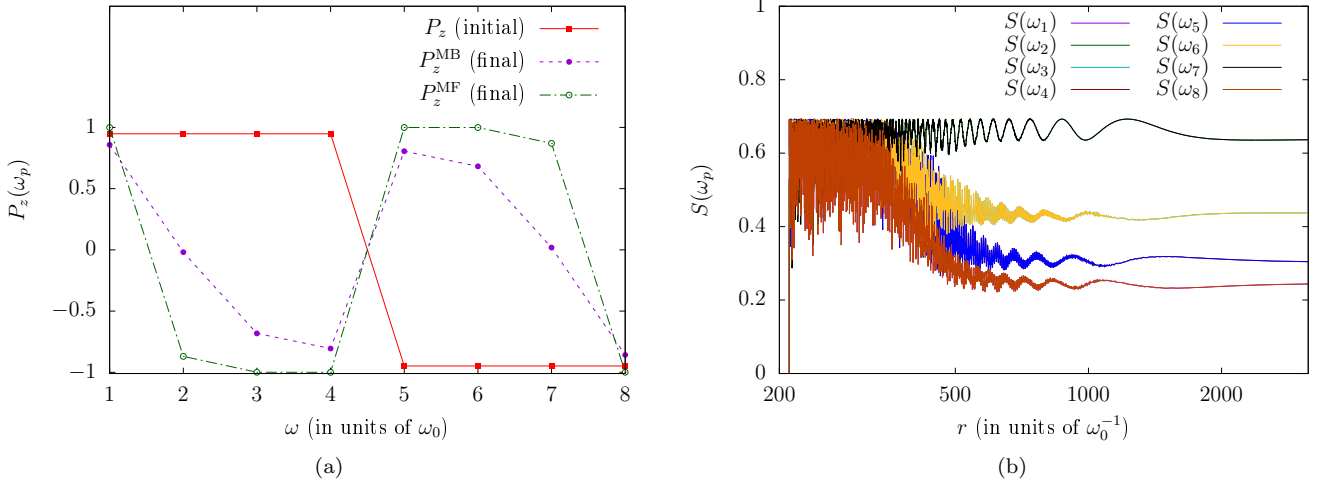 P_z (initial)
P_z^MB (final)
P_z^MF (final)
P_z(ω_p)
1
0.5
0
−0.5
−1
1 2 3 4 5 6 7 8
ω (in units of ω_0)
(a)
S(ω_1) S(ω_5)
S(ω_2) S(ω_6)
S(ω_3) S(ω_7)
S(ω_4) S(ω_8)
S(ω_p)
1
0.8
0.6
0.4
0.2
0
200 500 1000 2000
r (in units of ω_0^−1)
(b)